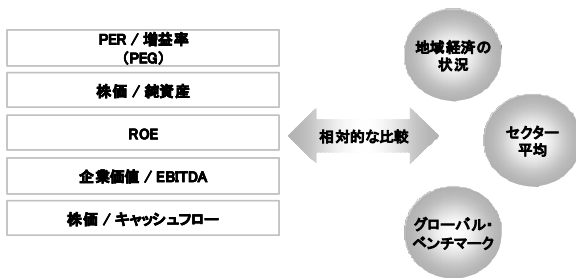 PER / 増益率
（PEG）
株価 / 純資産
ROE
企業価値 / EBITDA
株価 / キャッシュフロー
相対的な比較
地域経済の
状況
セクター
平均
グローバル・
ベンチマーク